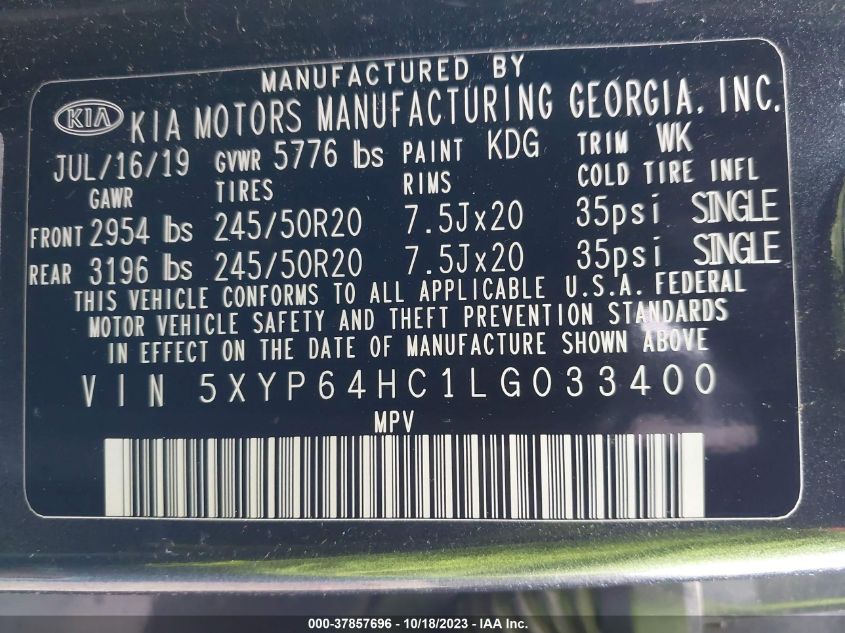 MANUFACTURED BY
KIA KIA MOTORS MANUFACTURING GEORGIA, INC.
JUL/16/19 GVWR 5776 lbs PAINT KDG TRIM WK
GAWR TIRES RIMS COLD TIRE INFL
FRONT 2954 lbs 245/50R20 7.5Jx20 35psi SINGLE
REAR 3196 lbs 245/50R20 7.5Jx20 35psi SINGLE
THIS VEHICLE CONFORMS TO ALL APPLICABLE U.S.A. FEDERAL
MOTOR VEHICLE SAFETY AND THEFT PREVENTION STANDARDS
IN EFFECT ON THE DATE OF MANUFACTURE SHOWN ABOVE
VIN 5XYP64HC1LG033400
MPV
000-37857696 - 10/18/2023 - IAA Inc.